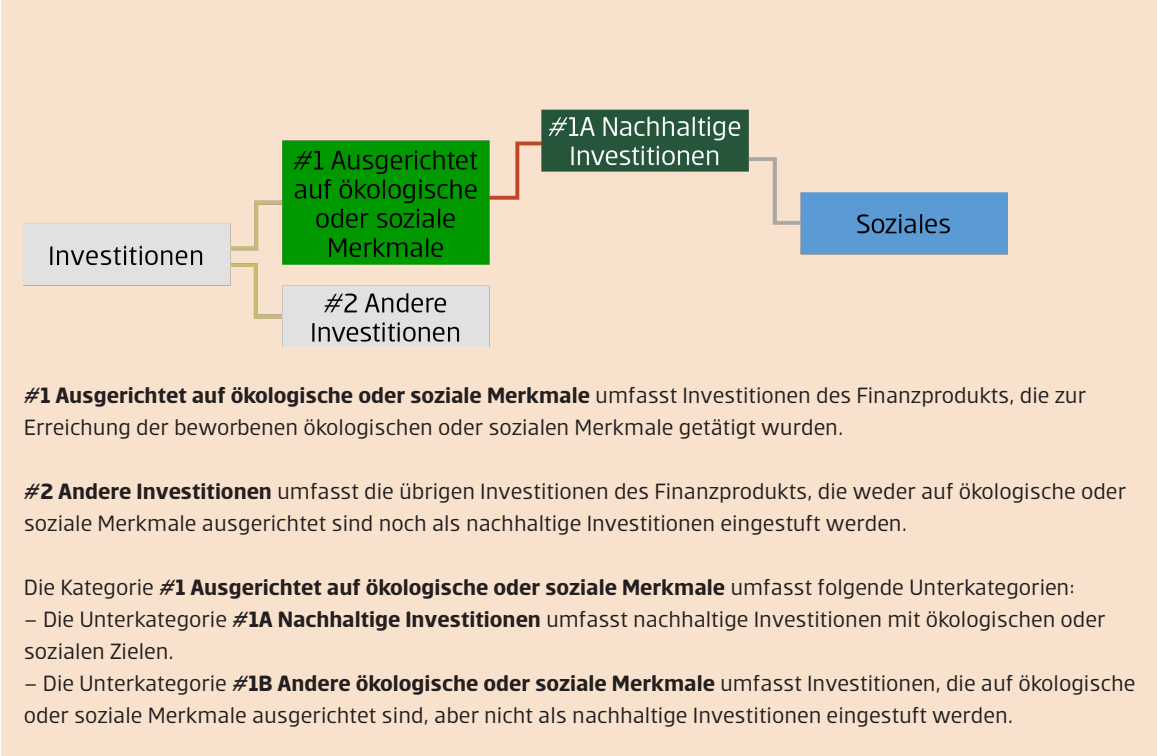 #1A Nachhaltige
Investitionen
#1 Ausgerichtet
auf ökologische
oder soziale
Merkmale
Soziales
Investitionen
#2 Andere
Investitionen
#1 Ausgerichtet auf ökologische oder soziale Merkmale umfasst Investitionen des Finanzprodukts, die zur
Erreichung der beworbenen ökologischen oder sozialen Merkmale getätigt wurden.
#2 Andere Investitionen umfasst die übrigen Investitionen des Finanzprodukts, die weder auf ökologische oder
soziale Merkmale ausgerichtet sind noch als nachhaltige Investitionen eingestuft werden.
Die Kategorie #1 Ausgerichtet auf ökologische oder soziale Merkmale umfasst folgende Unterkategorien:
– Die Unterkategorie #1A Nachhaltige Investitionen umfasst nachhaltige Investitionen mit ökologischen oder
sozialen Zielen.
– Die Unterkategorie #1B Andere ökologische oder soziale Merkmale umfasst Investitionen, die auf ökologische
oder soziale Merkmale ausgerichtet sind, aber nicht als nachhaltige Investitionen eingestuft werden.